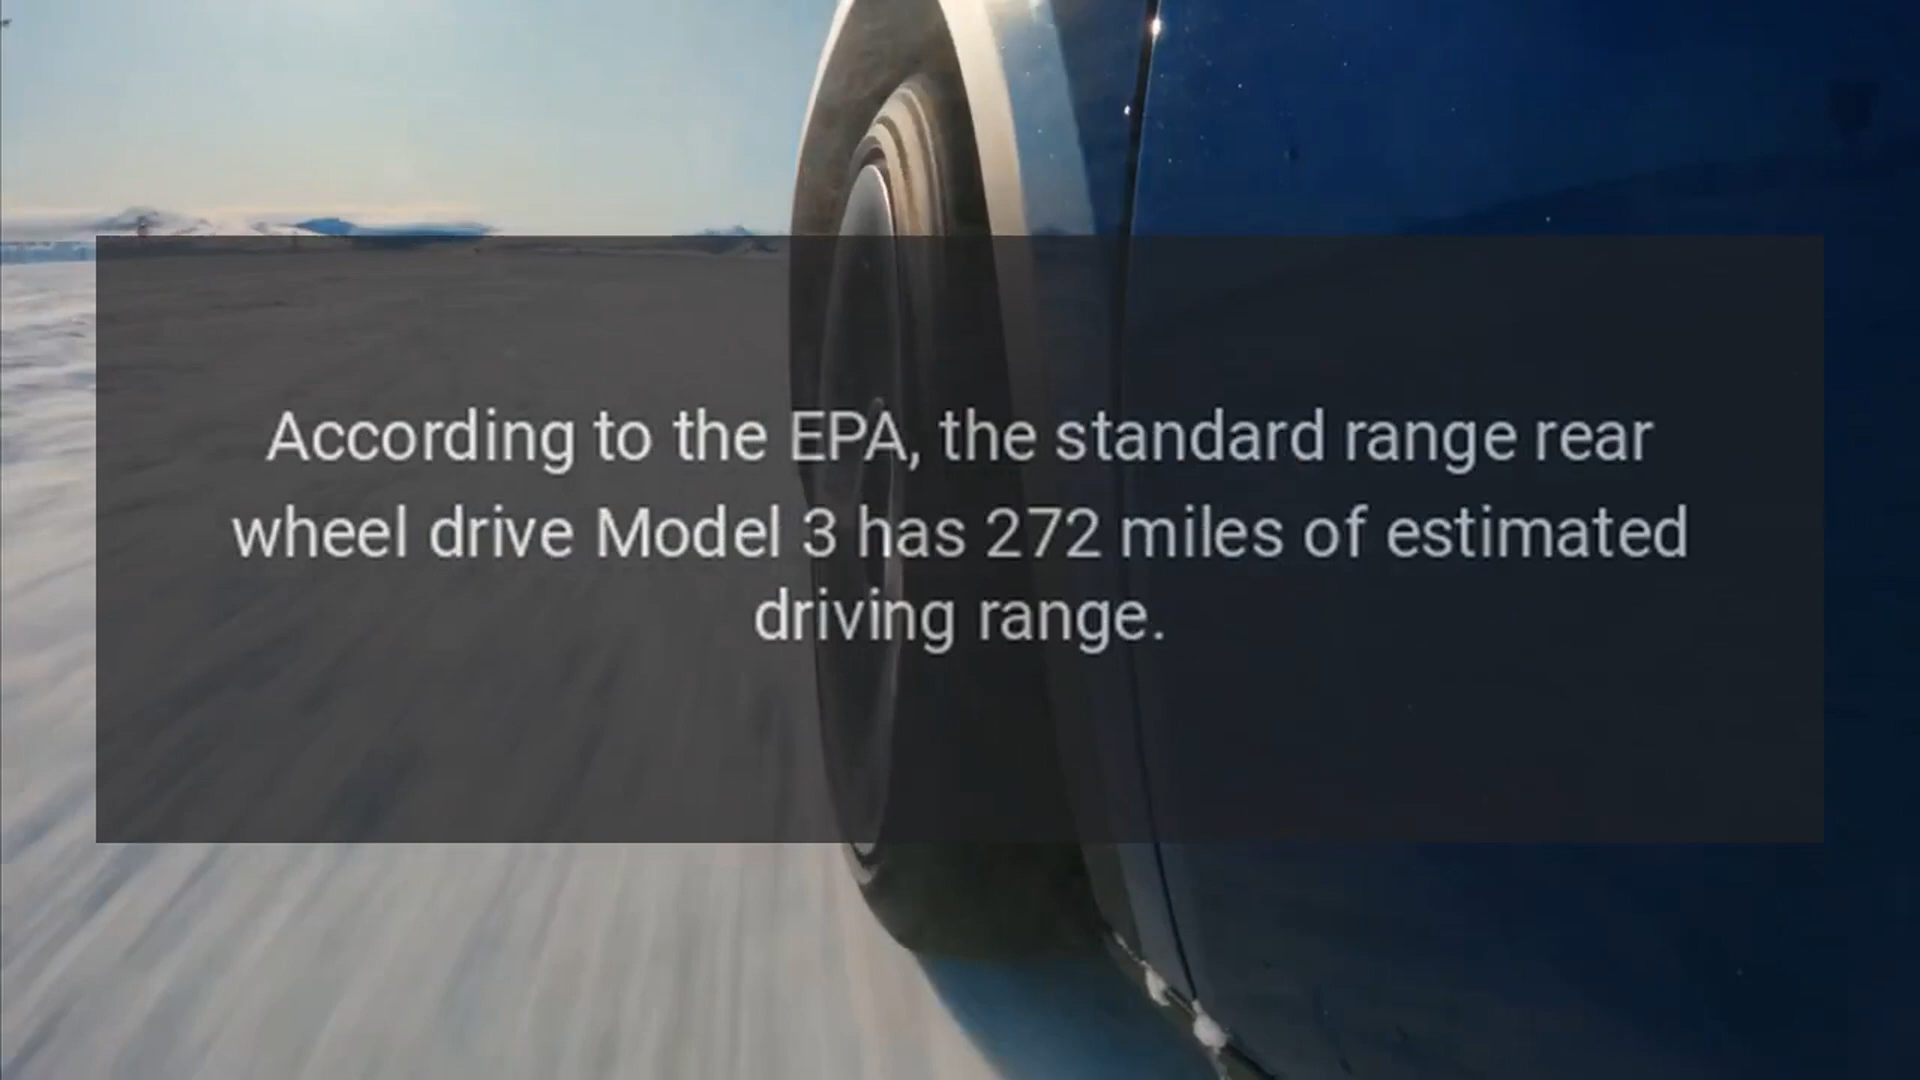 According to the EPA, the standard range rear
wheel drive Model 3 has 272 miles of estimated
driving range.